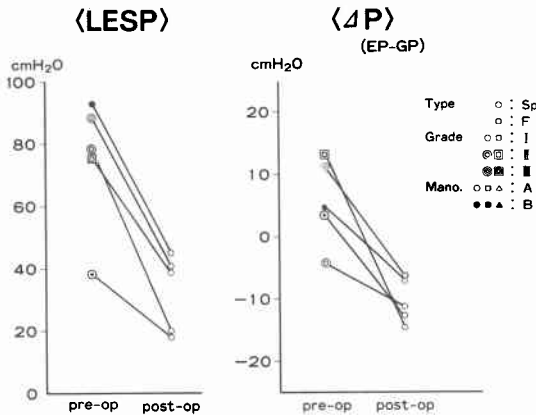 ⟨LESP⟩
cmH2O
100
80
60
40
20
0
pre-op
post-op
⟨ΔP⟩
(EP-GP)
cmH2O
20
10
0
−10
−20
pre-op
post-op
Type ○ : Sp
□ : F
Grade ○ □ : I
Mano. ○ □ △ : A
● ■ ▲ : B